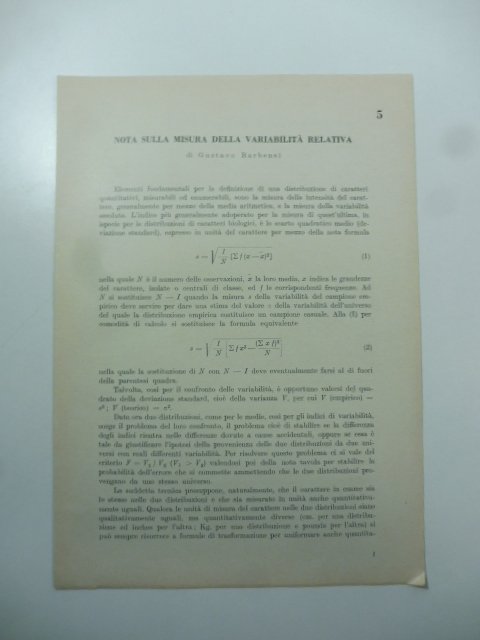 5
NOTA SULLA MISURA DELLA VARIABILITÀ RELATIVA
di Gustavo Barbensi
Elementi fondamentali per la definizione di una distribuzione di caratteri
quantitativi, misurabili ed enumerabili, sono la misura della intensità del carat-
tere, generalmente per mezzo della media aritmetica, e la misura della variabilità
assoluta. L'indice più generalmente adoperato per la misura di quest'ultima, in
ispecie per le distribuzioni di caratteri biologici, è lo scarto quadratico medio (de-
viazione standard), espresso in unità del carattere per mezzo della nota formula
s = √ 1/N [Σ f (x — x̄)²] (1)
nella quale N è il numero delle osservazioni, x̄ la loro media, x indica le grandezze
del carattere, isolate o centrali di classe, ed f le corrispondenti frequenze. Ad
N si sostituisce N — 1 quando la misura s della variabilità del campione em-
pirico deve servire per dare una stima del valore σ della variabilità dell'universo
del quale la distribuzione empirica costituisce un campione casuale. Alla (1) per
comodità di calcolo si sostituisce la formula equivalente
s = √ 1/N [Σ f x² — (Σ x f)²/N] (2)
nella quale la sostituzione di N con N — 1 deve eventualmente farsi al di fuori
della parentesi quadra.
Talvolta, così per il confronto delle variabilità, è opportuno valersi del qua-
drato della deviazione standard, cioè della varianza V, per cui V (empirico) =
s² ; V (teorico) = σ².
Date ora due distribuzioni, come per le medie, così per gli indici di variabilità,
sorge il problema del loro confronto, il problema cioè di stabilire se la differenza
degli indici rientra nelle differenze dovute a cause accidentali, oppure se essa è
tale da giustificare l'ipotesi della provenienza delle due distribuzioni da due uni-
versi con reali differenti variabilità. Per risolvere questo problema ci si vale del
criterio F = V₁ / V₂ (V₁ > V₂) valendosi poi della nota tavola per stabilire la
probabilità dell'errore che si commette ammettendo che le due distribuzioni pro-
vengano da uno stesso universo.
La suddetta tecnica presuppone, naturalmente, che il carattere in esame sia
lo stesso nelle due distribuzioni e che sia misurato in unità anche quantitativa-
mente uguali. Qualora le unità di misura del carattere nelle due distribuzioni siano
qualitativamente uguali, ma quantitativamente diverse (cm. per una distribu-
zione ed inches per l'altra ; Kg. per una distribuzione e pounds per l'altra) si
può sempre ricorrere a formule di trasformazione per uniformare anche quantita-
1